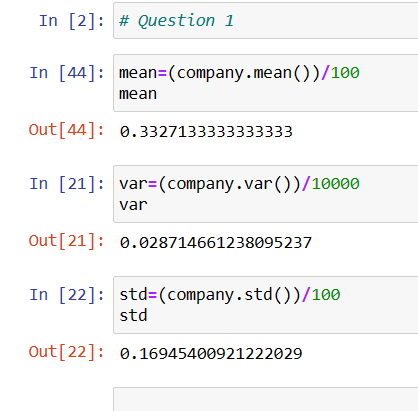 In [2]: # Question 1
In [44]: mean=(company.mean())/100
mean
Out[44]: 0.3327133333333333
In [21]: var=(company.var())/10000
var
Out[21]: 0.028714661238095237
In [22]: std=(company.std())/100
std
Out[22]: 0.16945400921222029